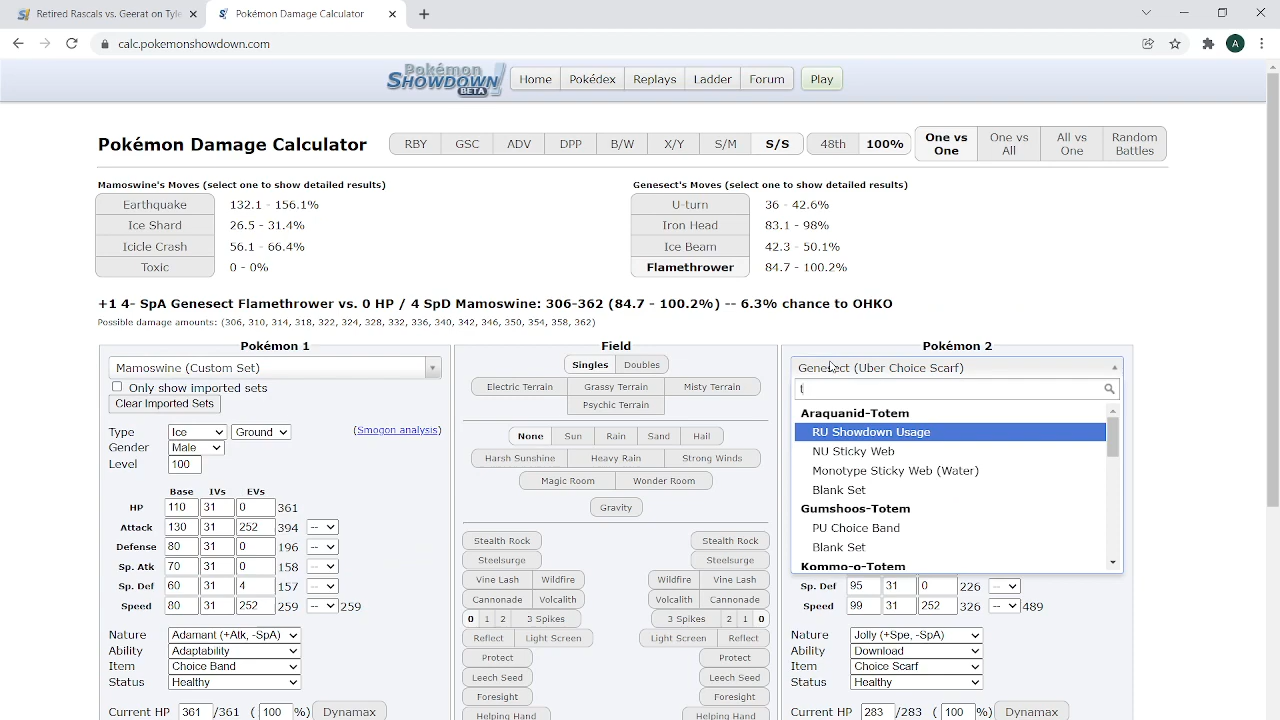 Retired Rascals vs. Geerat on Tyle
Pokémon Damage Calculator
calc.pokemonshowdown.com
A
Pokémon SHOWDOWN! BETA
Home Pokédex Replays Ladder Forum Play
Pokémon Damage Calculator
RBY GSC ADV DPP B/W X/Y S/M S/S 48th 100% One vs One One vs All All vs One Random Battles
Mamoswine's Moves (select one to show detailed results)
Earthquake 132.1 - 156.1%
Ice Shard 26.5 - 31.4%
Icicle Crash 56.1 - 66.4%
Toxic 0 - 0%
Genesect's Moves (select one to show detailed results)
U-turn 36 - 42.6%
Iron Head 83.1 - 98%
Ice Beam 42.3 - 50.1%
Flamethrower 84.7 - 100.2%
+1 4- SpA Genesect Flamethrower vs. 0 HP / 4 SpD Mamoswine: 306-362 (84.7 - 100.2%) -- 6.3% chance to OHKO
Possible damage amounts: (306, 310, 314, 318, 322, 324, 328, 332, 336, 340, 342, 346, 350, 354, 358, 362)
Pokémon 1
Mamoswine (Custom Set)
Only show imported sets
Clear Imported Sets
Type Ice Ground (Smogon analysis)
Gender Male
Level 100
Base IVs EVs
HP 110 31 0 361
Attack 130 31 252 394 --
Defense 80 31 0 196 --
Sp. Atk 70 31 0 158 --
Sp. Def 60 31 4 157 --
Speed 80 31 252 259 -- 259
Nature Adamant (+Atk, -SpA)
Ability Adaptability
Item Choice Band
Status Healthy
Current HP 361 /361 ( 100 %) Dynamax
Field
Singles Doubles
Electric Terrain Grassy Terrain Misty Terrain
Psychic Terrain
None Sun Rain Sand Hail
Harsh Sunshine Heavy Rain Strong Winds
Magic Room Wonder Room
Gravity
Stealth Rock Stealth Rock
Steelsurge Steelsurge
Vine Lash Wildfire Wildfire Vine Lash
Cannonade Volcalith Volcalith Cannonade
0 1 2 3 Spikes 3 Spikes 2 1 0
Reflect Light Screen Light Screen Reflect
Protect Protect
Leech Seed Leech Seed
Foresight Foresight
Helping Hand Helping Hand
Pokémon 2
Genesect (Uber Choice Scarf)
t
Araquanid-Totem
RU Showdown Usage
NU Sticky Web
Monotype Sticky Web (Water)
Blank Set
Gumshoos-Totem
PU Choice Band
Blank Set
Kommo-o-Totem
Sp. Def 95 31 0 226 --
Speed 99 31 252 326 -- 489
Nature Jolly (+Spe, -SpA)
Ability Download
Item Choice Scarf
Status Healthy
Current HP 283 /283 ( 100 %) Dynamax